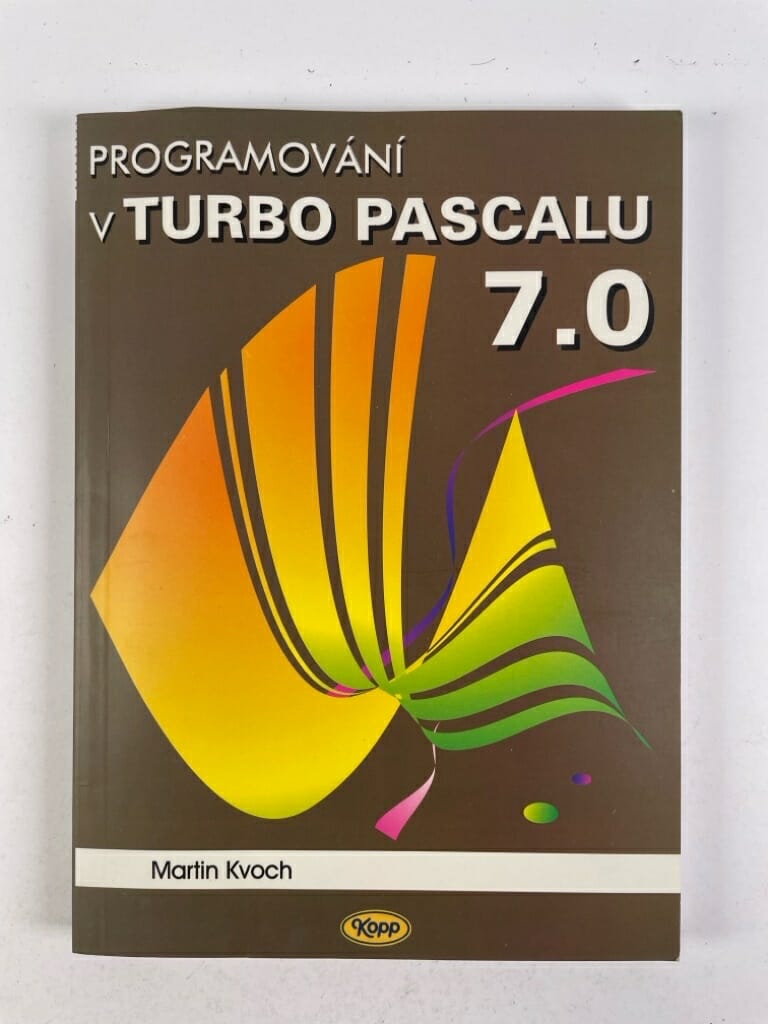 PROGRAMOVÁNÍ
V TURBO PASCALU
7.0
Martin Kvoch
Kopp